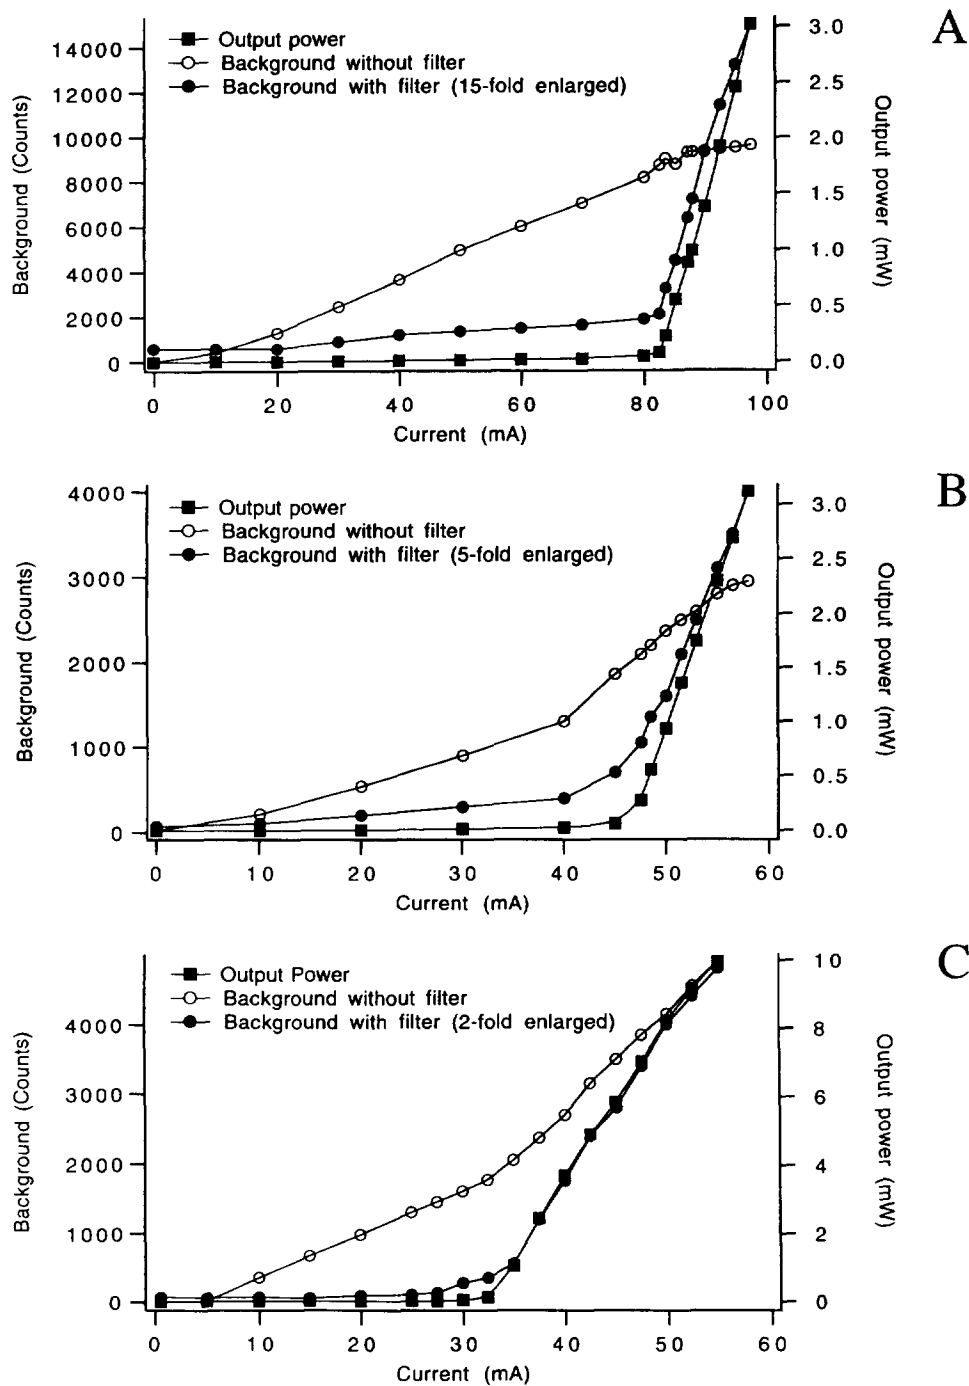 A
Output power
Background without filter
Background with filter (15-fold enlarged)
Background (Counts)
14000
12000
10000
8000
6000
4000
2000
0
3.0
2.5
2.0
1.5
1.0
0.5
0.0
Output power (mW)
0 20 40 60 80 100
Current (mA)
B
Output power
Background without filter
Background with filter (5-fold enlarged)
Background (Counts)
4000
3000
2000
1000
0
3.0
2.5
2.0
1.5
1.0
0.5
0.0
Output power (mW)
0 10 20 30 40 50 60
Current (mA)
C
Output Power
Background without filter
Background with filter (2-fold enlarged)
Background (Counts)
4000
3000
2000
1000
0
10
8
6
4
2
0
Output power (mW)
0 10 20 30 40 50 60
Current (mA)